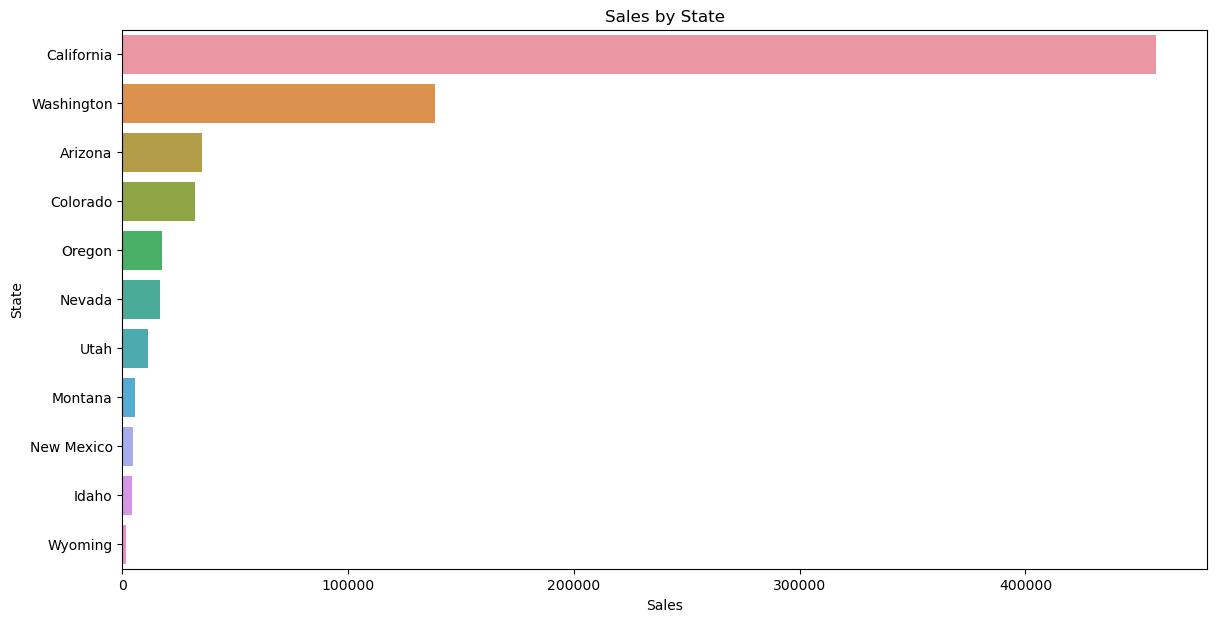 Sales by State
State
California
Washington
Arizona
Colorado
Oregon
Nevada
Utah
Montana
New Mexico
Idaho
Wyoming
0 100000 200000 300000 400000
Sales